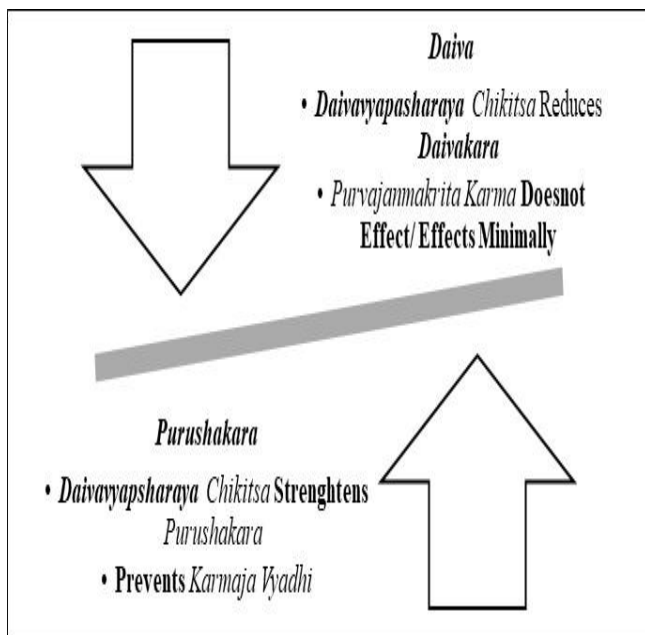 Daiva
• Daivavyapasharaya Chikitsa Reduces
Daivakara
• Purvajanmakrita Karma Doesnot
Effect/ Effects Minimally
Purushakara
• Daivavyapsharaya Chikitsa Strenghtens
Purushakara
• Prevents Karmaja Vyadhi